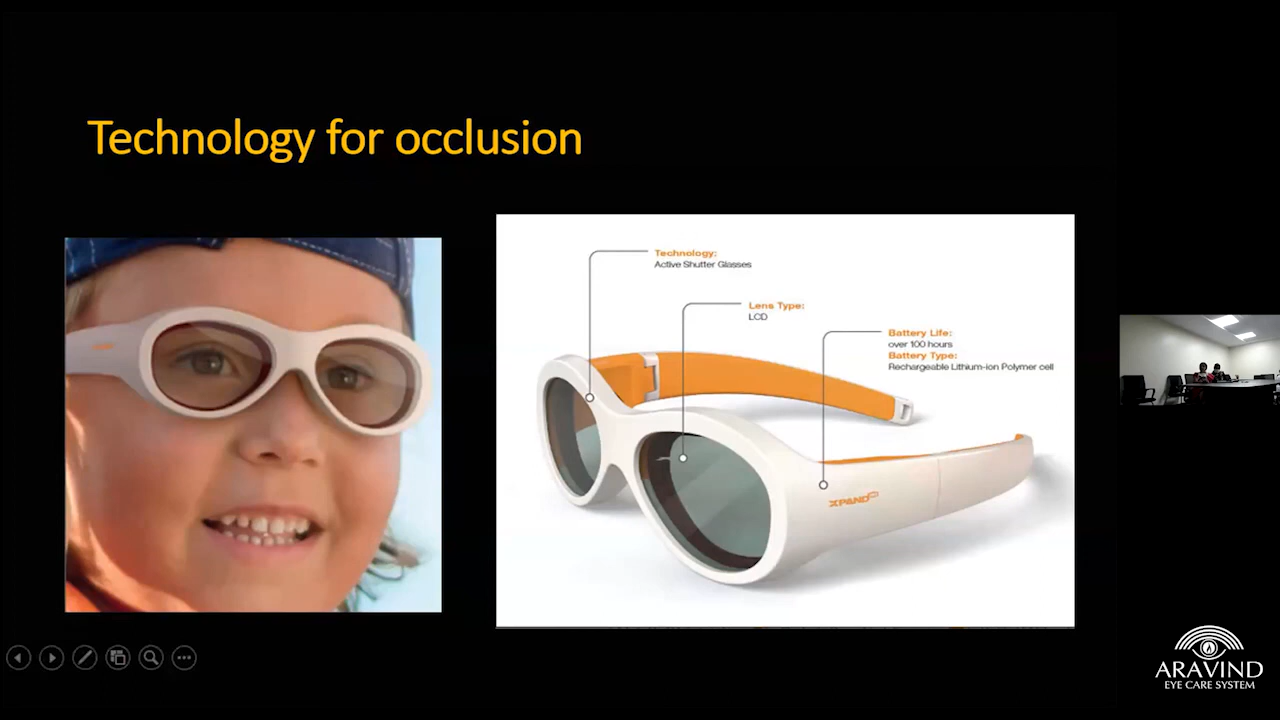 Technology for occlusion
Technology:
Active Shutter Glasses
Lens Type:
LCD
Battery Life:
over 100 hours
Battery Type:
Rechargeable Lithium-ion Polymer cell
XPAND
ARAVIND
EYE CARE SYSTEM